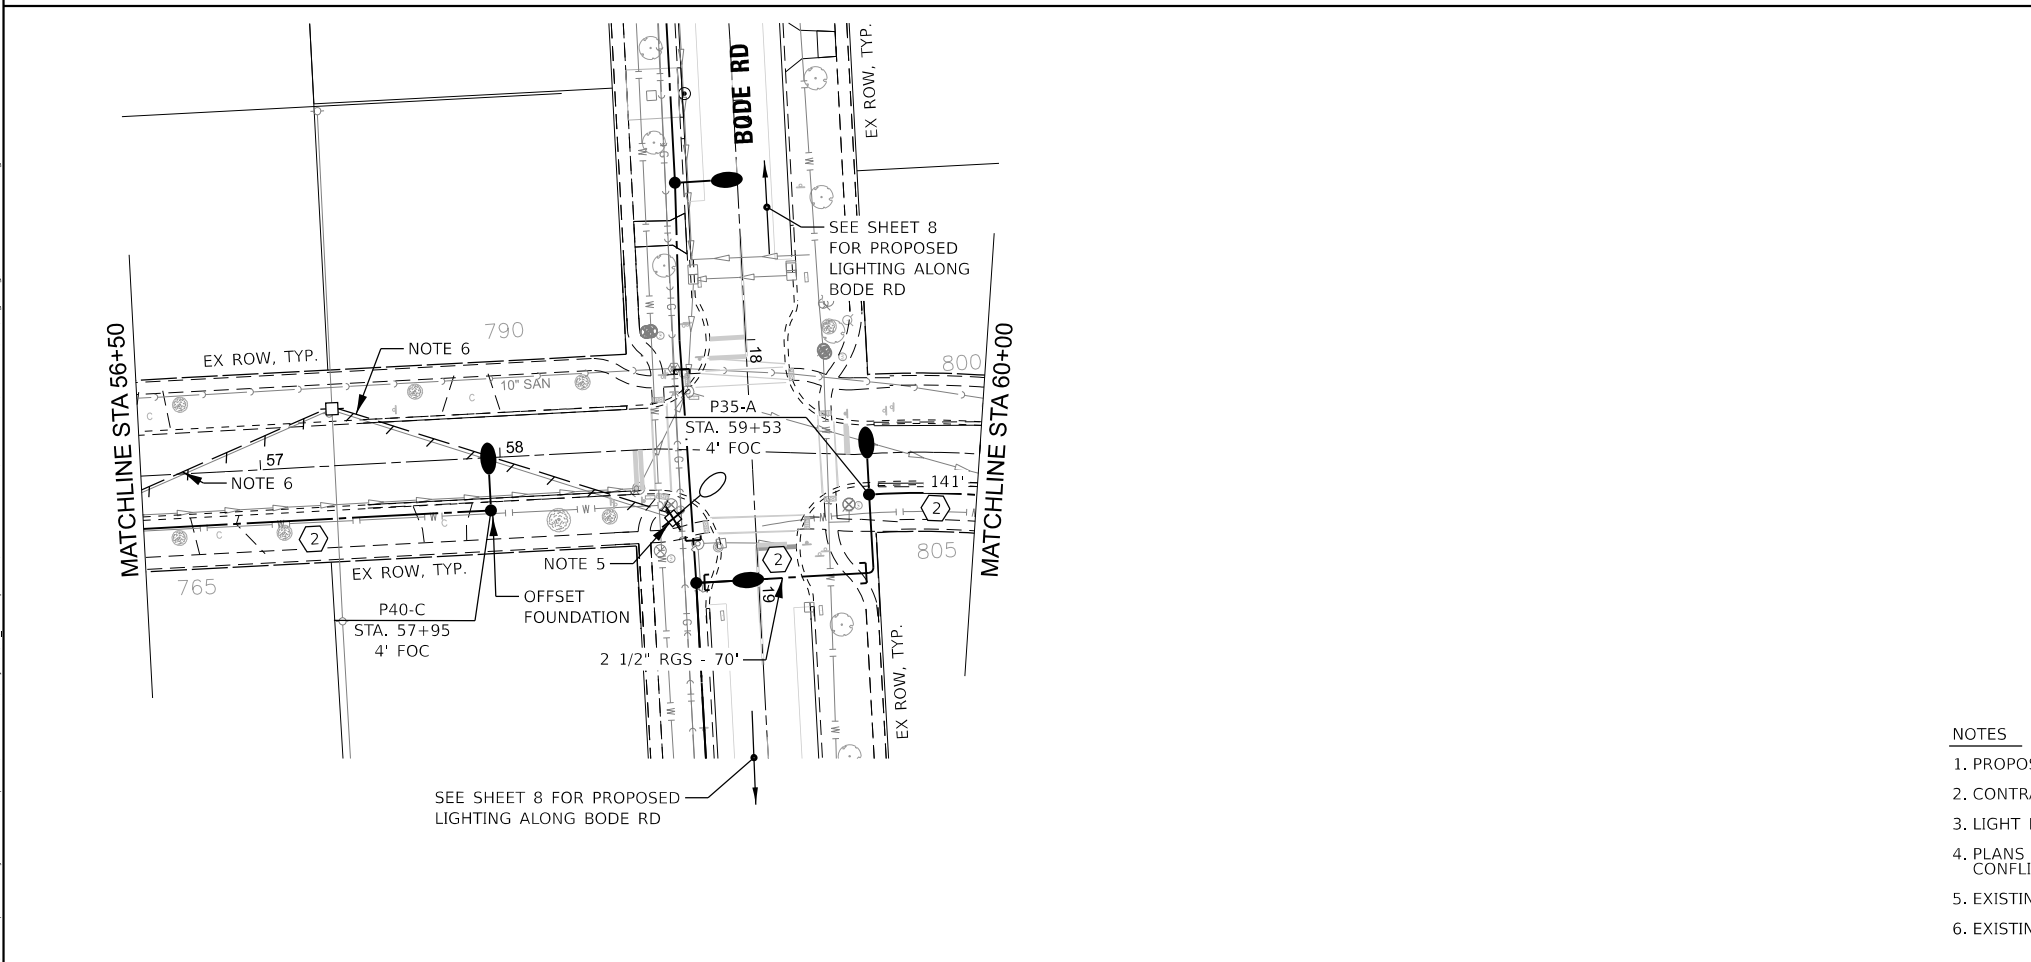 BODE RD
EX ROW, TYP.
SEE SHEET 8
FOR PROPOSED
LIGHTING ALONG
BODE RD
MATCHLINE STA 56+50
EX ROW, TYP.
790
NOTE 6
10" SAN
18
800
MATCHLINE STA 60+00
P35-A
STA. 59+53
4' FOC
57
58
NOTE 6
141'
2
2
805
765
EX ROW, TYP.
NOTE 5
2
19
OFFSET
FOUNDATION
P40-C
STA. 57+95
4' FOC
2 1/2" RGS - 70'
EX ROW, TYP.
SEE SHEET 8 FOR PROPOSED
LIGHTING ALONG BODE RD
NOTES
1. PROPOS
2. CONTRA
3. LIGHT
4. PLANS
CONFLI
5. EXISTIN
6. EXISTIN